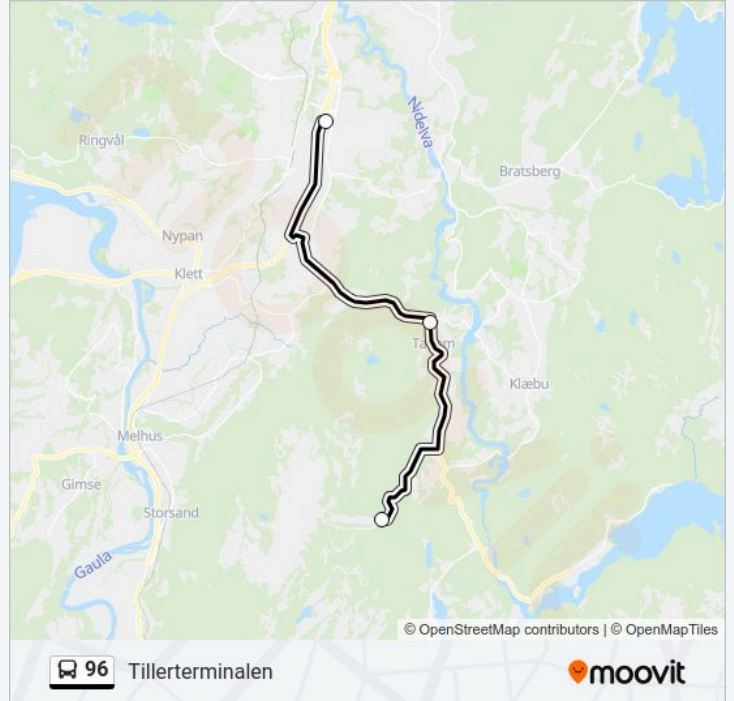 Nidelva
Ringvål
Bratsberg
Nypan
Klett
Klæbu
Melhus
Gimse
Storsand
Gaula
© OpenStreetMap contributors | © OpenMapTiles
96 Tillerterminalen
moovit